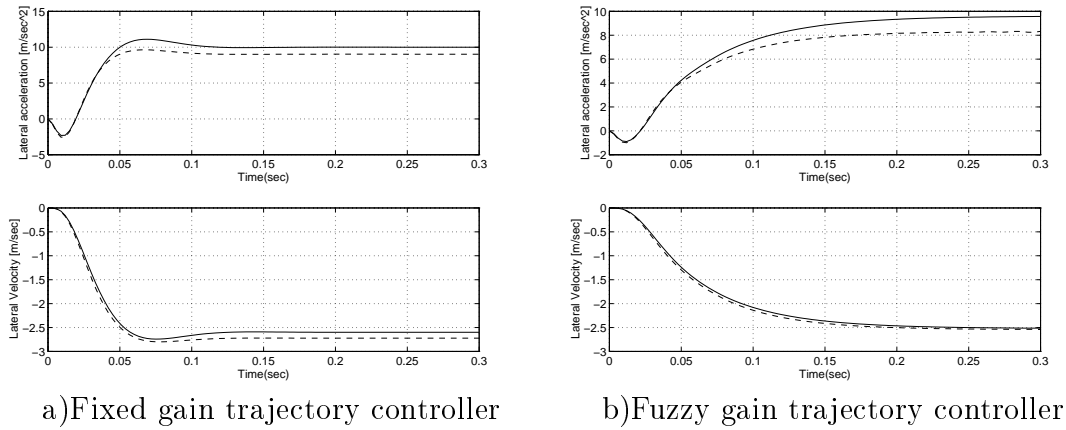 15
10
5
0
−5
Lateral acceleration [m/sec^2]
0 0.05 0.1 0.15 0.2 0.25 0.3
Time(sec)
0
−0.5
−1
−1.5
−2
−2.5
−3
Lateral Velocity [m/sec]
0 0.05 0.1 0.15 0.2 0.25 0.3
Time(sec)
a)Fixed gain trajectory controller
10
8
6
4
2
0
−2
Lateral acceleration [m/sec^2]
0 0.05 0.1 0.15 0.2 0.25 0.3
Time(sec)
0
−0.5
−1
−1.5
−2
−2.5
−3
Lateral Velocity [m/sec]
0 0.05 0.1 0.15 0.2 0.25 0.3
Time(sec)
b)Fuzzy gain trajectory controller